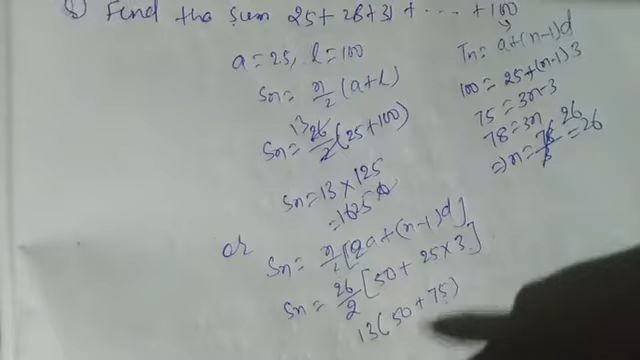 Find the sum 25+28+31+....+100
a=25, l=100
Sn= n/2 (a+l)
Sn= 13 26/2 (25+100)
Sn=13×125
=1625
Tn= a+(n-1)d
100=25+(n-1)3
75=3n-3
78=3n
⇒n= 78/3 26 =26
or
Sn= n/2 [2a+(n-1)d]
Sn= 26/2 [50+25×3]
13(50+75)